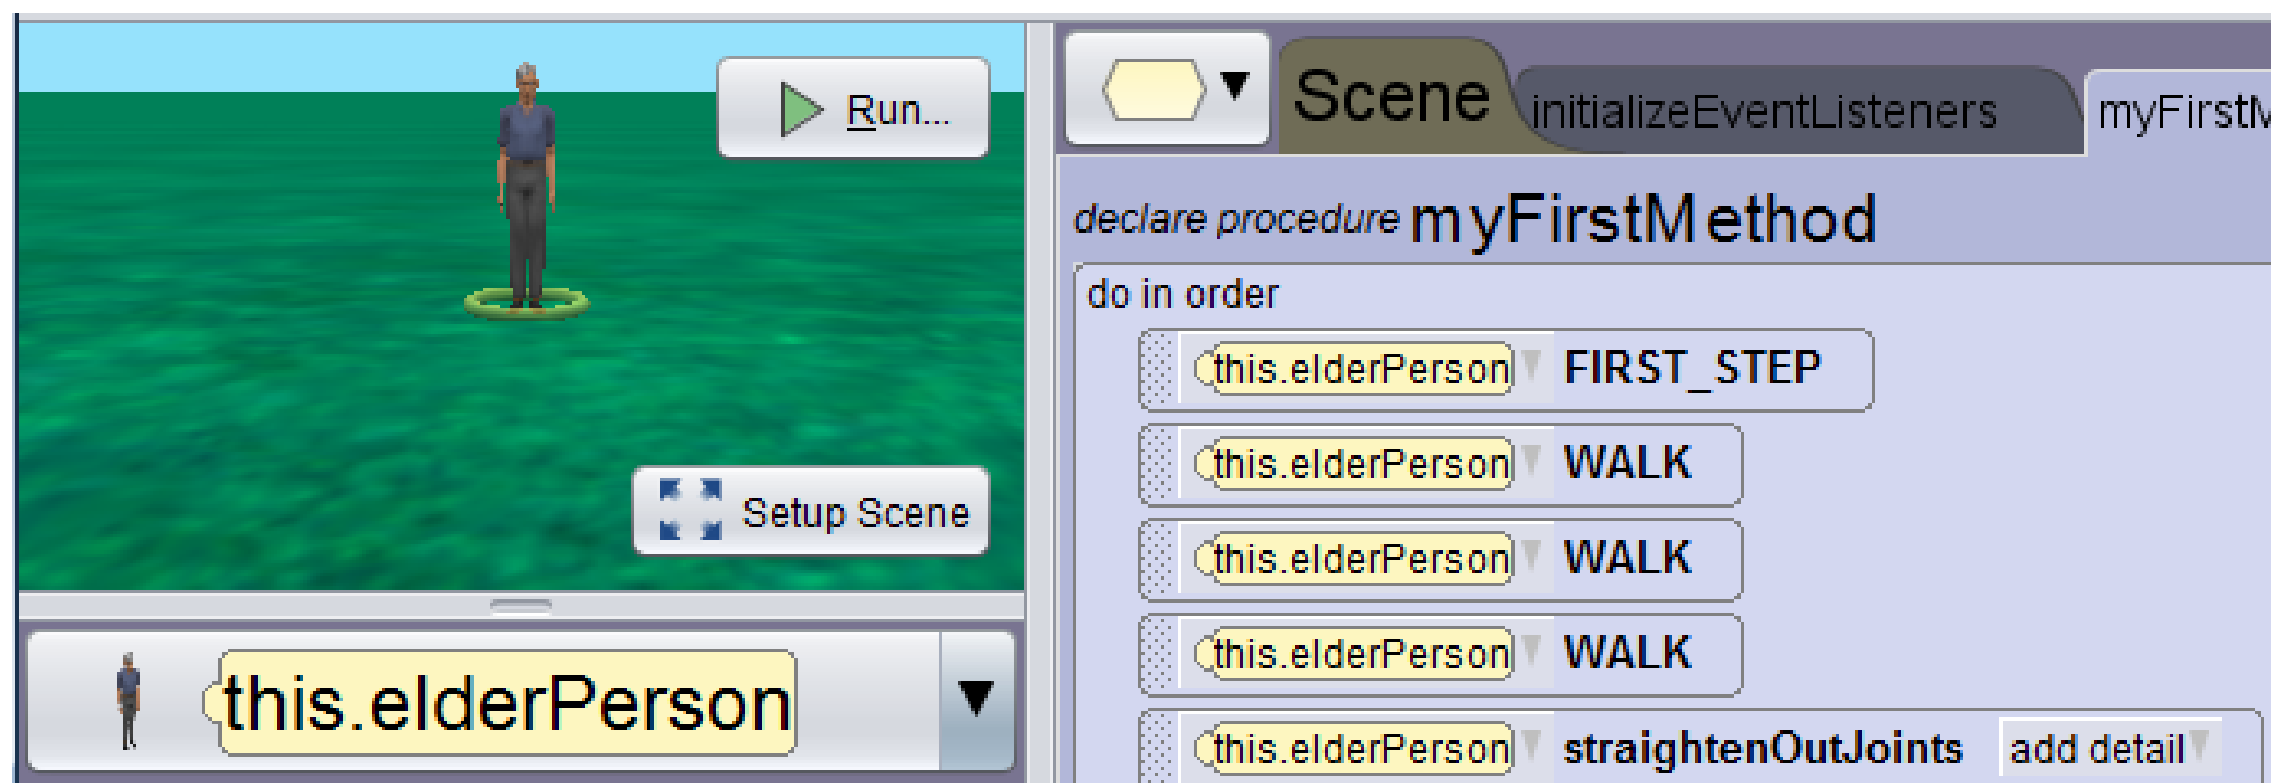 Run...
Setup Scene
this.elderPerson
Scene initializeEventListeners myFirstM
declare procedure myFirstMethod
do in order
this.elderPerson FIRST_STEP
this.elderPerson WALK
this.elderPerson WALK
this.elderPerson WALK
this.elderPerson straightenOutJoints add detail